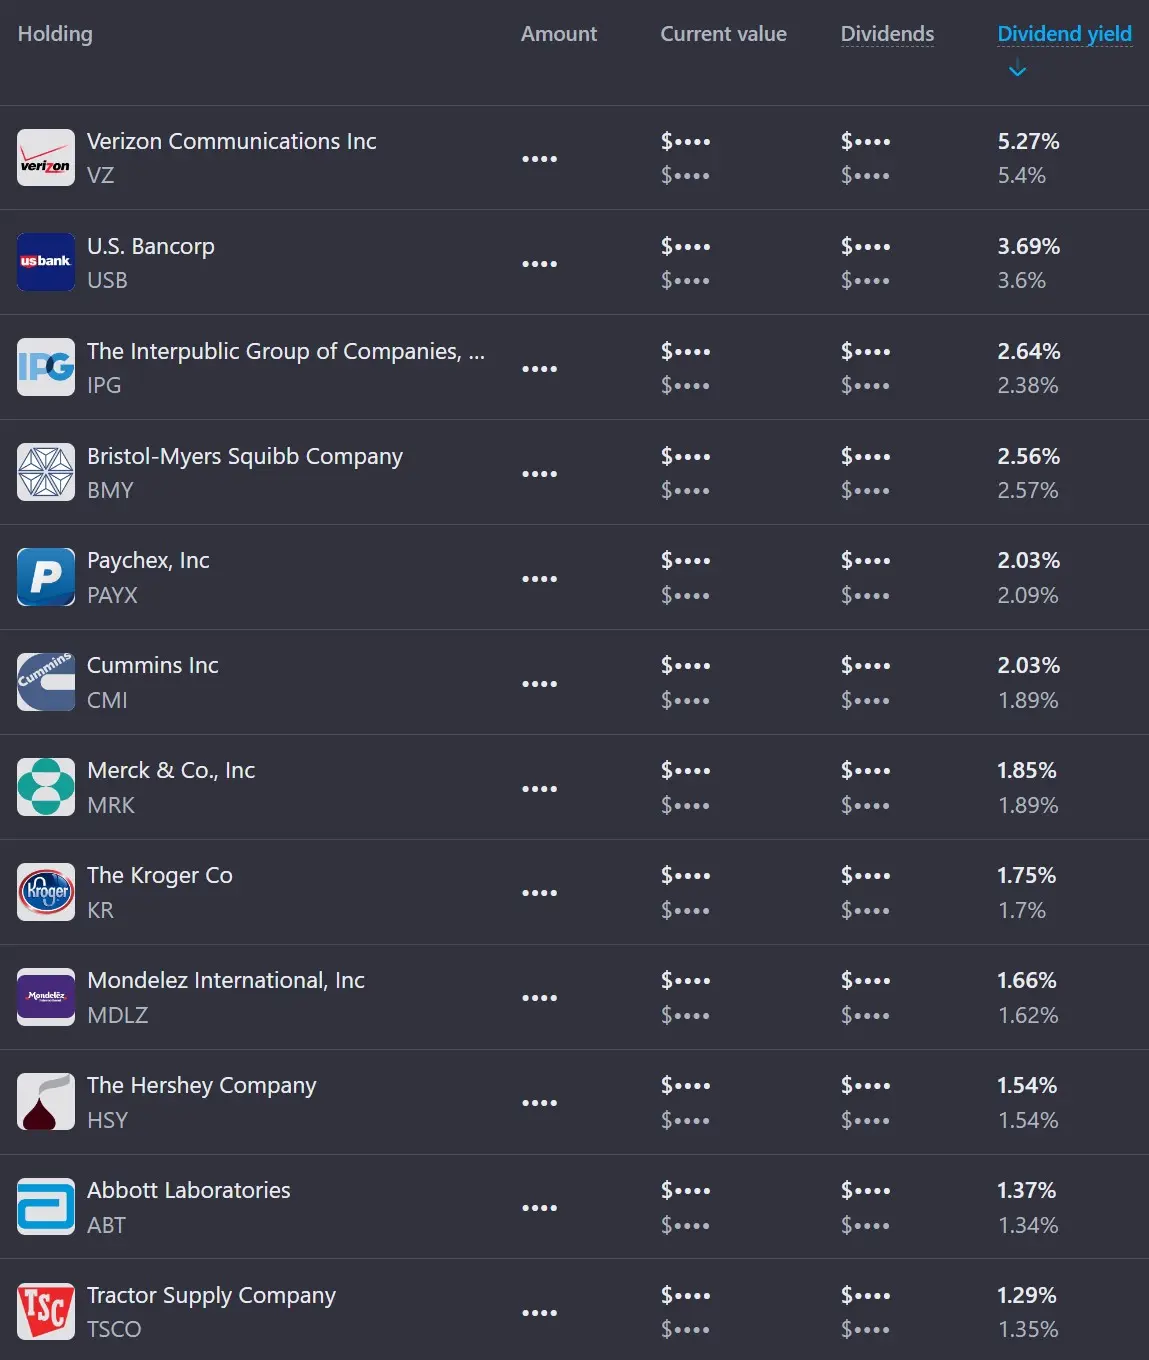 Holding Amount Current value Dividends Dividend yield
Verizon Communications Inc $•••• $•••• 5.27%
verizon ••••
VZ $•••• $•••• 5.4%
U.S. Bancorp $•••• $•••• 3.69%
usbank ••••
USB $•••• $•••• 3.6%
The Interpublic Group of Companies, ... $•••• $•••• 2.64%
IPG ••••
IPG $•••• $•••• 2.38%
Bristol-Myers Squibb Company $•••• $•••• 2.56%
••••
BMY $•••• $•••• 2.57%
Paychex, Inc $•••• $•••• 2.03%
P ••••
PAYX $•••• $•••• 2.09%
Cummins Inc $•••• $•••• 2.03%
Cummins ••••
CMI $•••• $•••• 1.89%
Merck & Co., Inc $•••• $•••• 1.85%
••••
MRK $•••• $•••• 1.89%
The Kroger Co $•••• $•••• 1.75%
Kroger ••••
KR $•••• $•••• 1.7%
Mondelez International, Inc $•••• $•••• 1.66%
Mondelēz ••••
MDLZ $•••• $•••• 1.62%
The Hershey Company $•••• $•••• 1.54%
••••
HSY $•••• $•••• 1.54%
Abbott Laboratories $•••• $•••• 1.37%
••••
ABT $•••• $•••• 1.34%
Tractor Supply Company $•••• $•••• 1.29%
TSC ••••
TSCO $•••• $•••• 1.35%